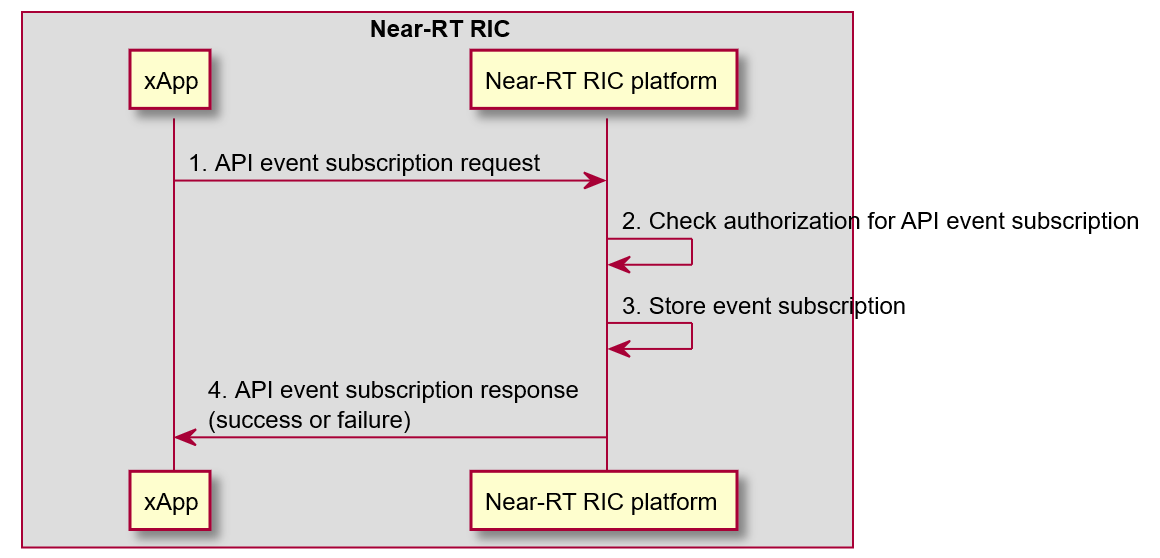 Near-RT RIC
xApp
Near-RT RIC platform
1. API event subscription request
2. Check authorization for API event subscription
3. Store event subscription
4. API event subscription response
(success or failure)
xApp
Near-RT RIC platform